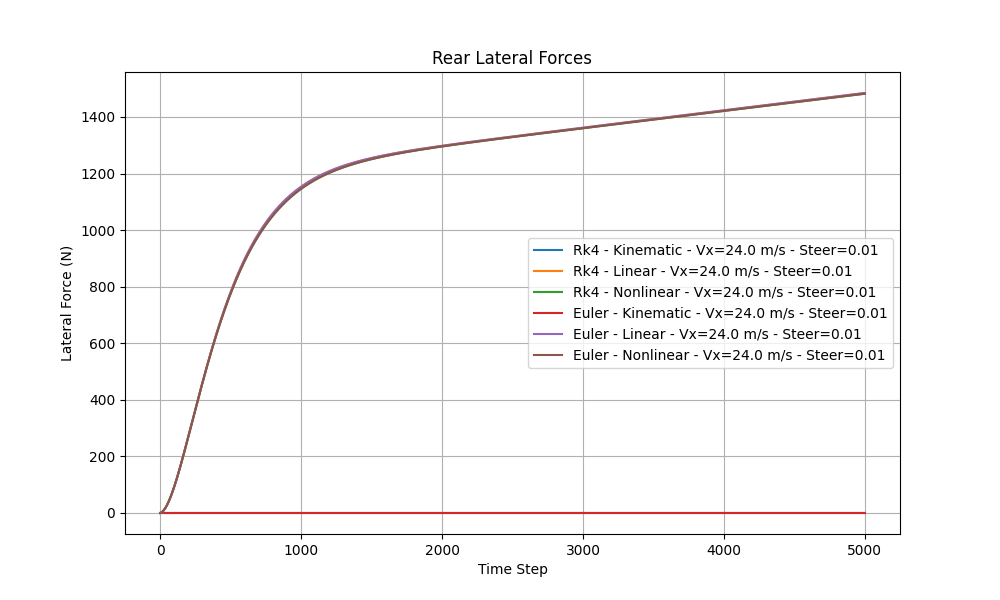 Rear Lateral Forces
Lateral Force (N)
1400
1200
1000
800
600
400
200
0
Rk4 - Kinematic - Vx=24.0 m/s - Steer=0.01
Rk4 - Linear - Vx=24.0 m/s - Steer=0.01
Rk4 - Nonlinear - Vx=24.0 m/s - Steer=0.01
Euler - Kinematic - Vx=24.0 m/s - Steer=0.01
Euler - Linear - Vx=24.0 m/s - Steer=0.01
Euler - Nonlinear - Vx=24.0 m/s - Steer=0.01
0 1000 2000 3000 4000 5000
Time Step